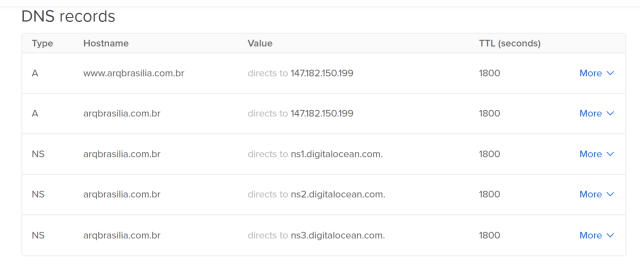 DNS records
Type Hostname Value TTL (seconds)
A www.arqbrasilia.com.br directs to 147.182.150.199 1800 More
A arqbrasilia.com.br directs to 147.182.150.199 1800 More
NS arqbrasilia.com.br directs to ns1.digitalocean.com. 1800 More
NS arqbrasilia.com.br directs to ns2.digitalocean.com. 1800 More
NS arqbrasilia.com.br directs to ns3.digitalocean.com. 1800 More